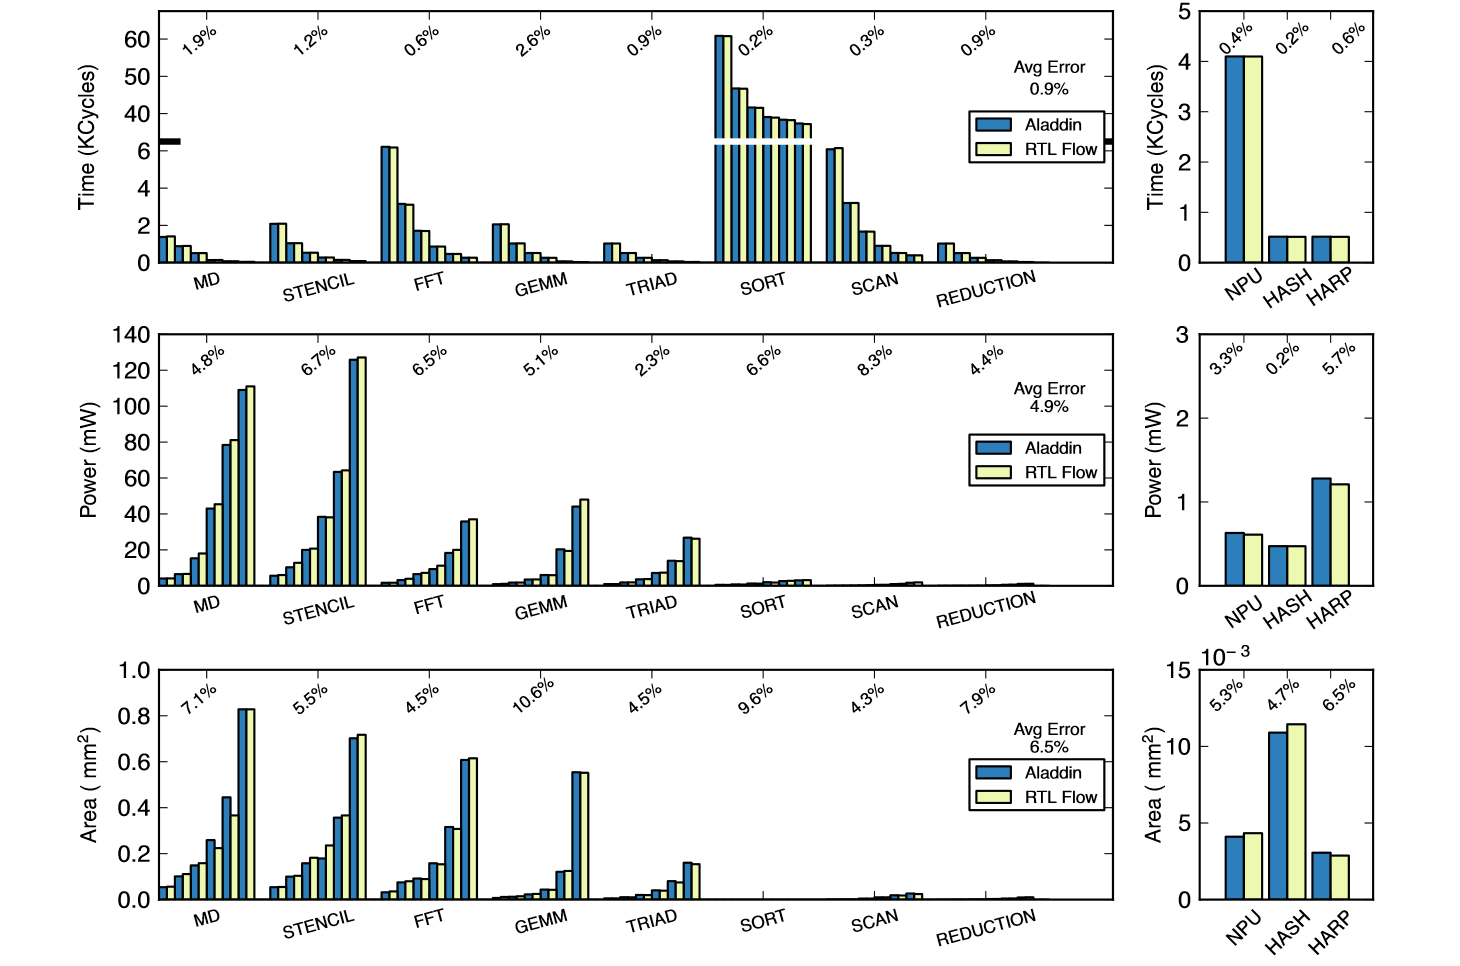 Time (KCycles)
60
50
40
6
4
2
0
1.9%
1.2%
0.6%
2.6%
0.9%
0.2%
0.3%
0.9%
Avg Error
0.9%
Aladdin
RTL Flow
MD
STENCIL
FFT
GEMM
TRIAD
SORT
SCAN
REDUCTION
Time (KCycles)
5
4
3
2
1
0
0.4%
0.2%
0.6%
NPU
HASH
HARP
Power (mW)
140
120
100
80
60
40
20
0
4.8%
6.7%
6.5%
5.1%
2.3%
6.6%
8.3%
4.4%
Avg Error
4.9%
Aladdin
RTL Flow
MD
STENCIL
FFT
GEMM
TRIAD
SORT
SCAN
REDUCTION
Power (mW)
3
2
1
0
3.3%
0.2%
5.7%
NPU
HASH
HARP
Area ( mm²)
1.0
0.8
0.6
0.4
0.2
0.0
7.1%
5.5%
4.5%
10.6%
4.5%
9.6%
4.3%
7.9%
Avg Error
6.5%
Aladdin
RTL Flow
MD
STENCIL
FFT
GEMM
TRIAD
SORT
SCAN
REDUCTION
Area ( mm²)
10⁻³
15
10
5
0
5.3%
4.7%
6.5%
NPU
HASH
HARP